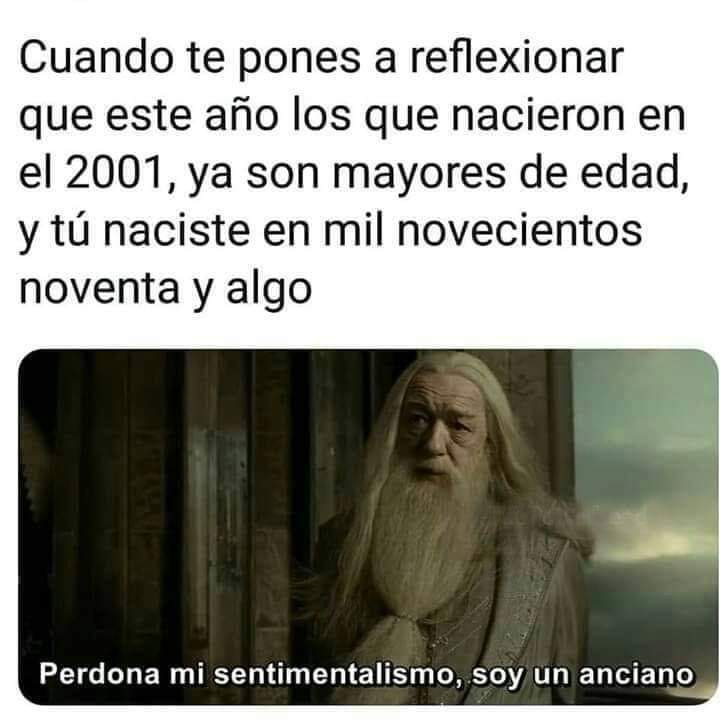 Cuando te pones a reflexionar
que este año los que nacieron en
el 2001, ya son mayores de edad,
y tú naciste en mil novecientos
noventa y algo
Perdona mi sentimentalismo, soy un anciano